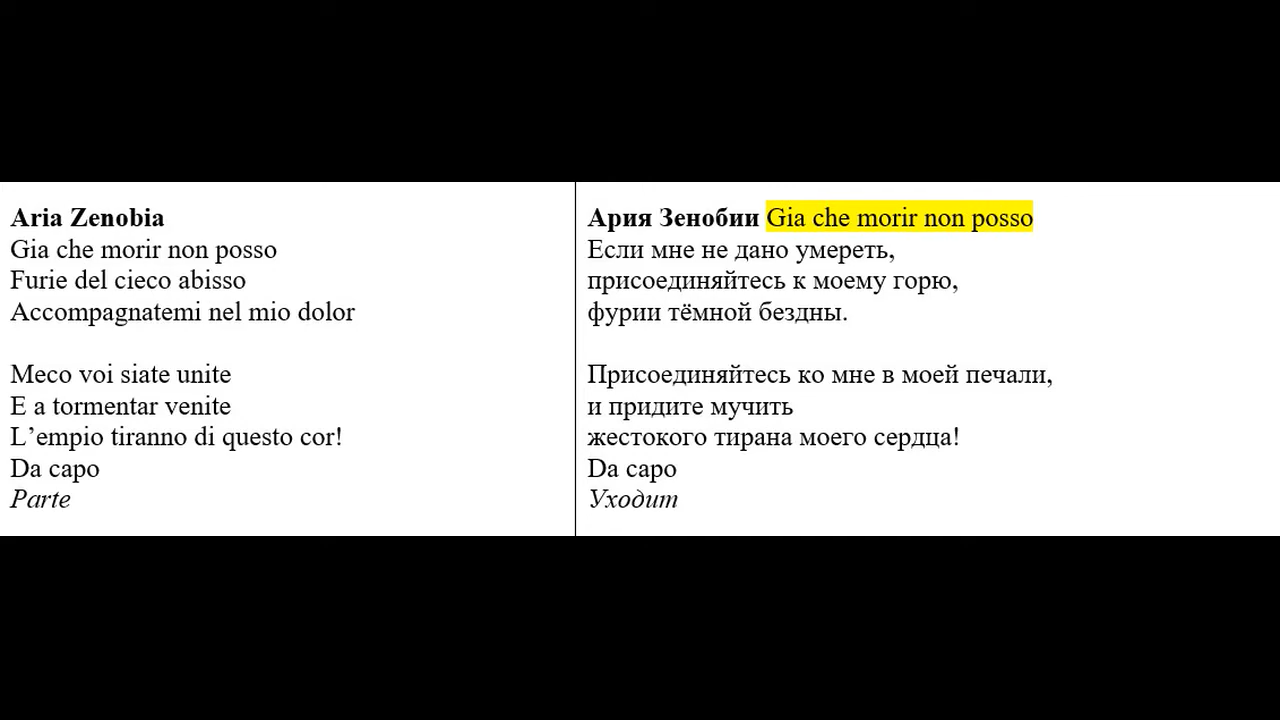 Aria Zenobia
Gia che morir non posso
Furie del cieco abisso
Accompagnatemi nel mio dolor
Meco voi siate unite
E a tormentar venite
L’empio tiranno di questo cor!
Da capo
Parte
Ария Зенобии Gia che morir non posso
Если мне не дано умереть,
присоединяйтесь к моему горю,
фурии тёмной бездны.
Присоединяйтесь ко мне в моей печали,
и придите мучить
жестокого тирана моего сердца!
Da capo
Уходит